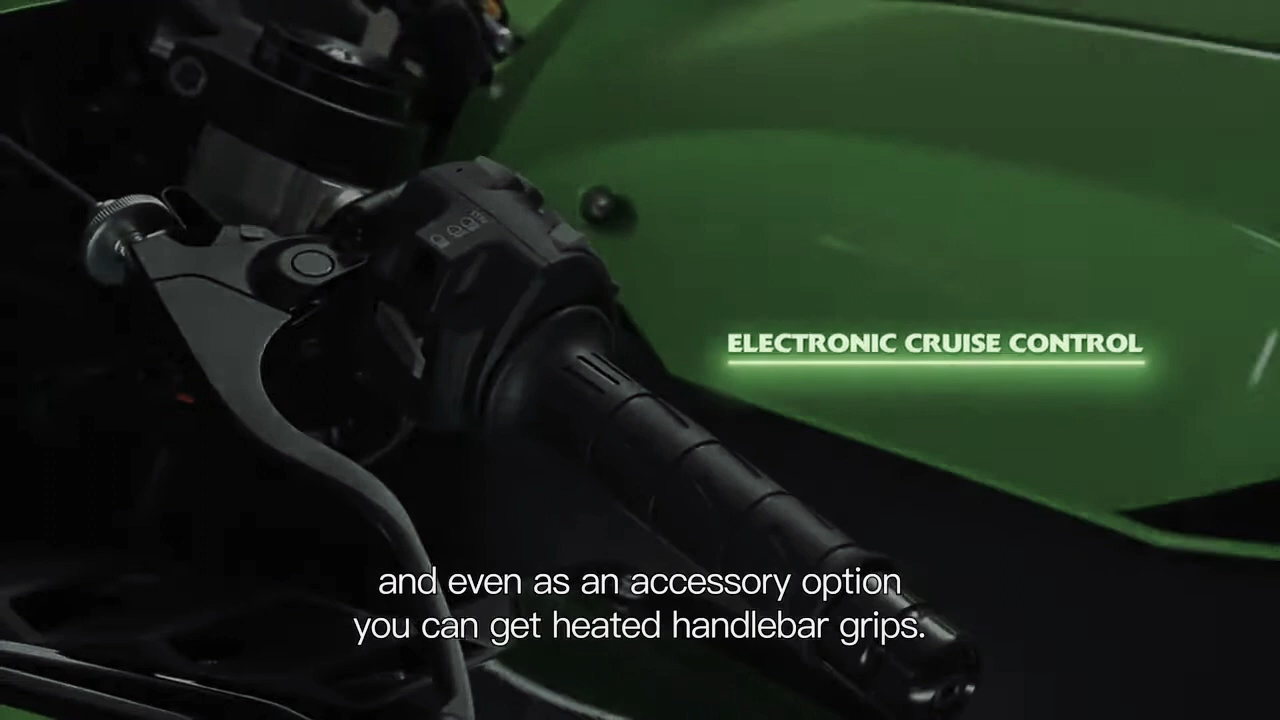 ELECTRONIC CRUISE CONTROL
and even as an accessory option
you can get heated handlebar grips.